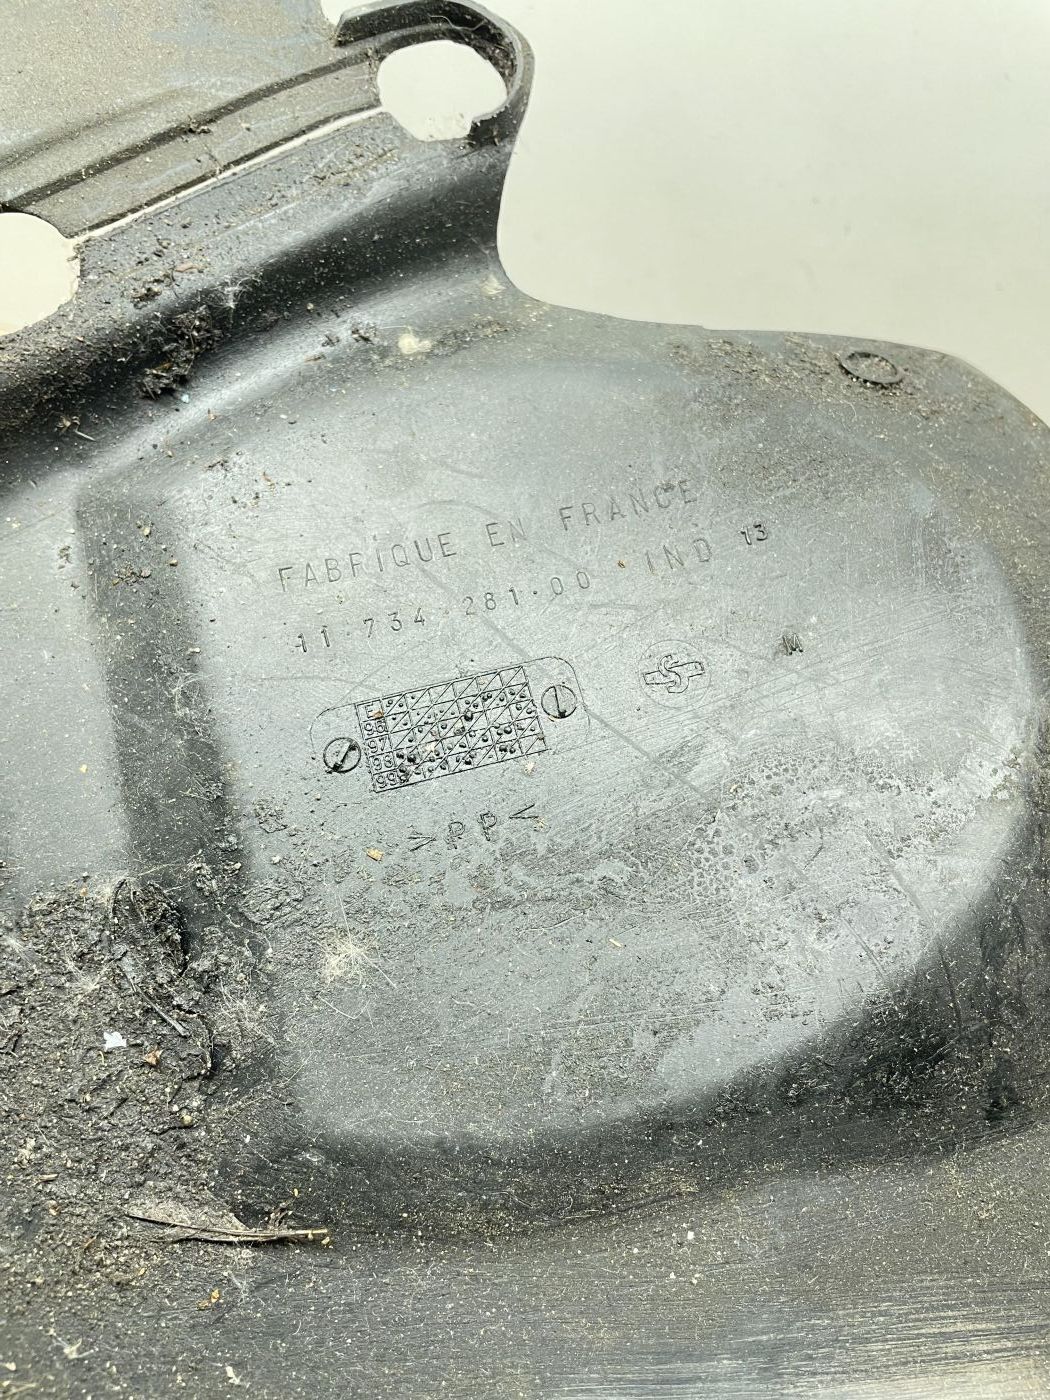 FABRIQUE EN FRANCE
11·734·281·00 · IND 13
M
S
E
96
97
98
99
>PP<